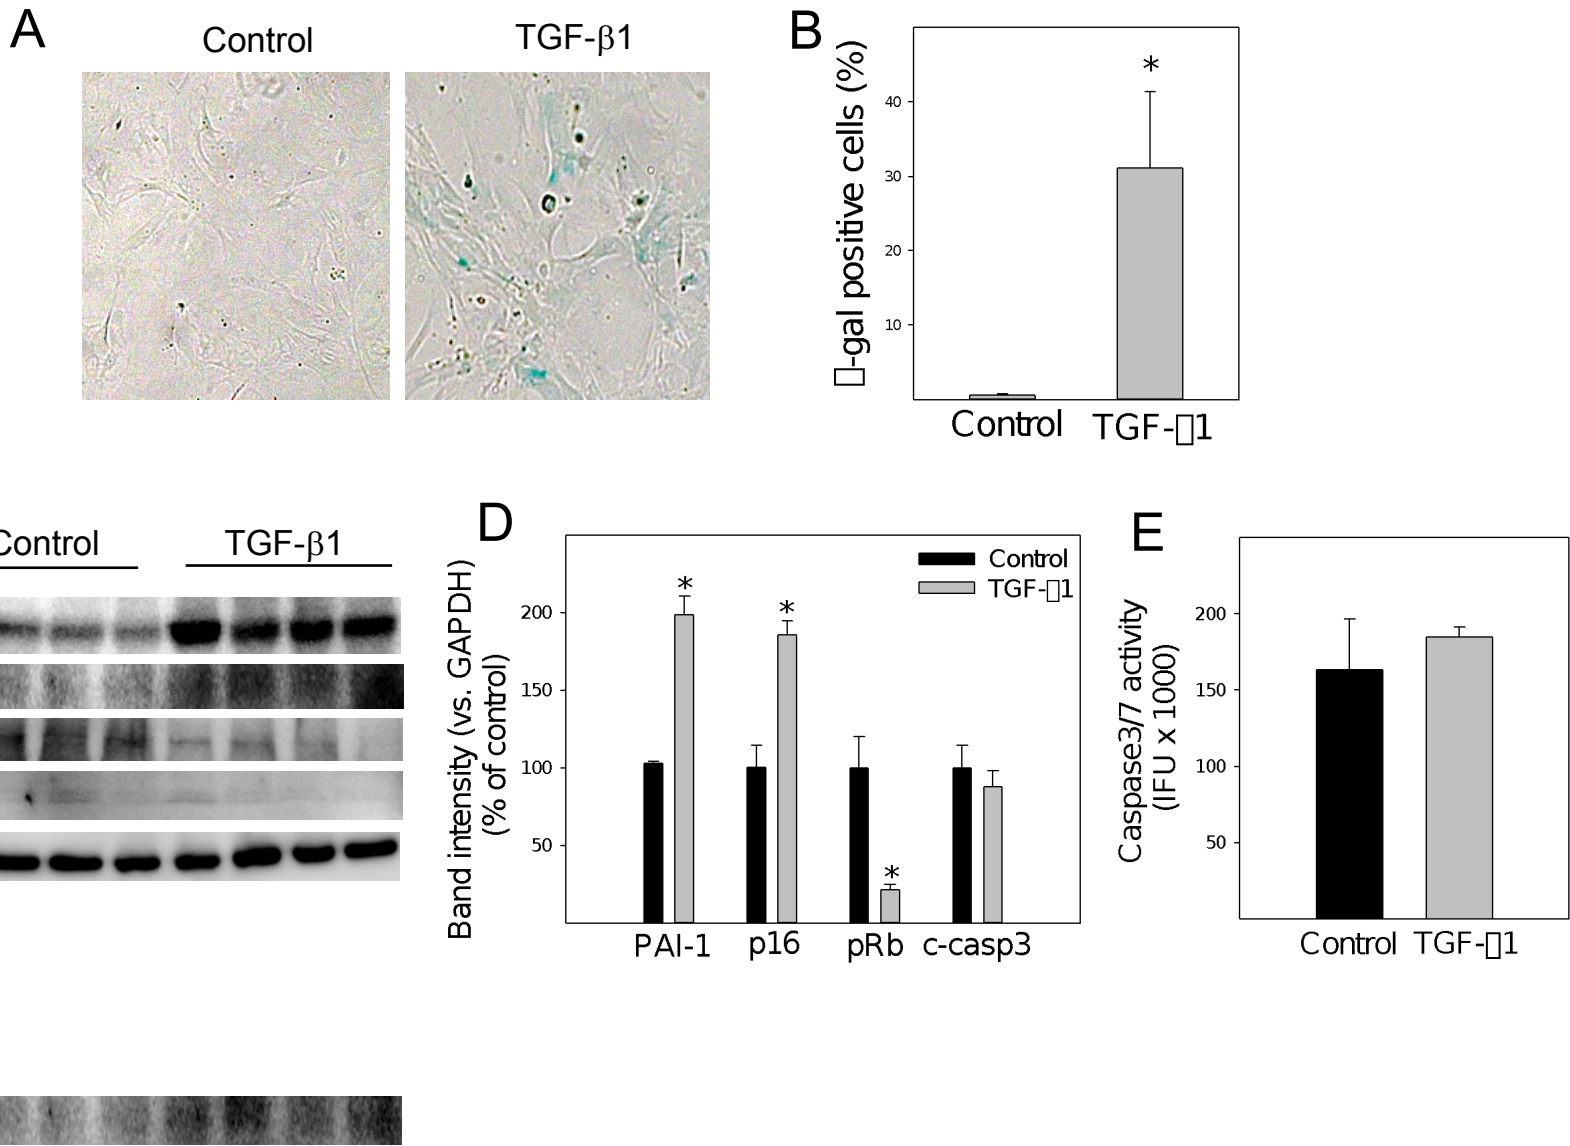 A
Control
TGF-β1
B
□-gal positive cells (%)
40
30
20
10
*
Control
TGF-□1
Control
TGF-β1
D
Band intensity (vs. GAPDH)
(% of control)
200
150
100
50
Control
TGF-□1
*
*
*
PAI-1
p16
pRb
c-casp3
E
Caspase3/7 activity
(IFU x 1000)
200
150
100
50
Control
TGF-□1